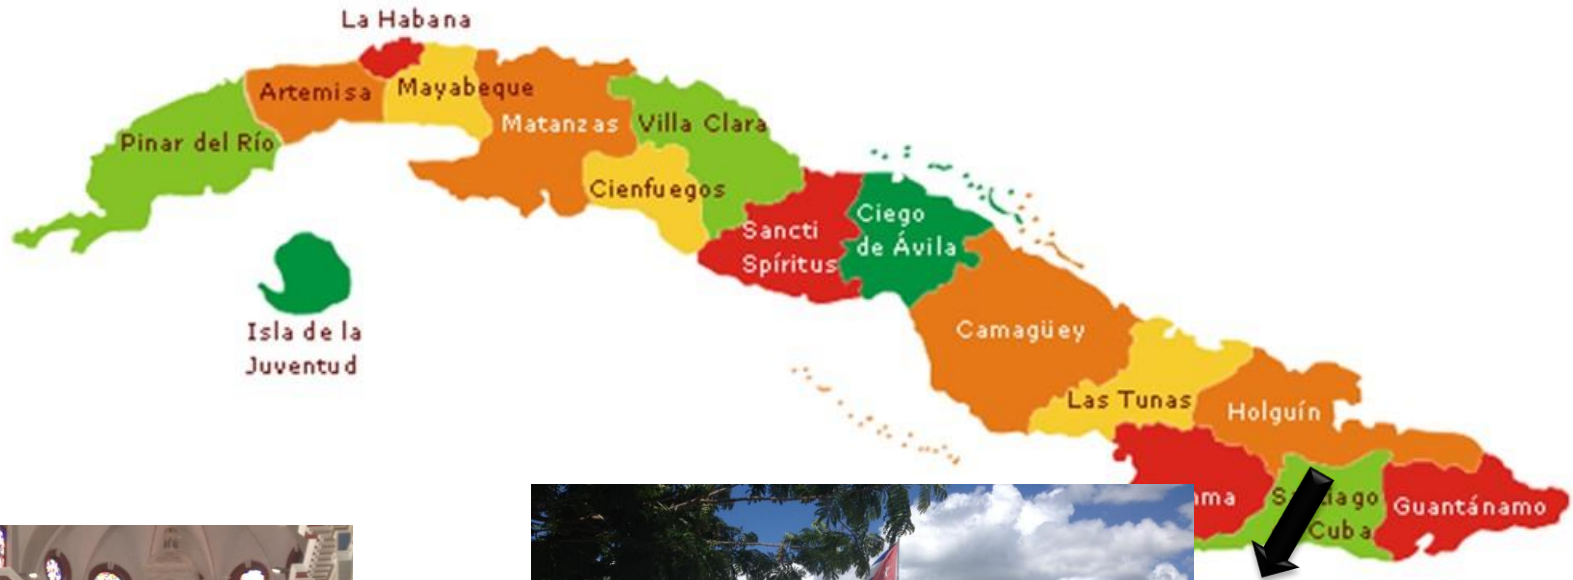 La Habana
Artemisa
Mayabeque
Pinar del Río
Matanzas
Villa Clara
Cienfuegos
Sancti
Spíritus
Ciego
de Ávila
Isla de la
Juventud
Camagüey
Las Tunas
Holguín
Guantánamo
Cuba